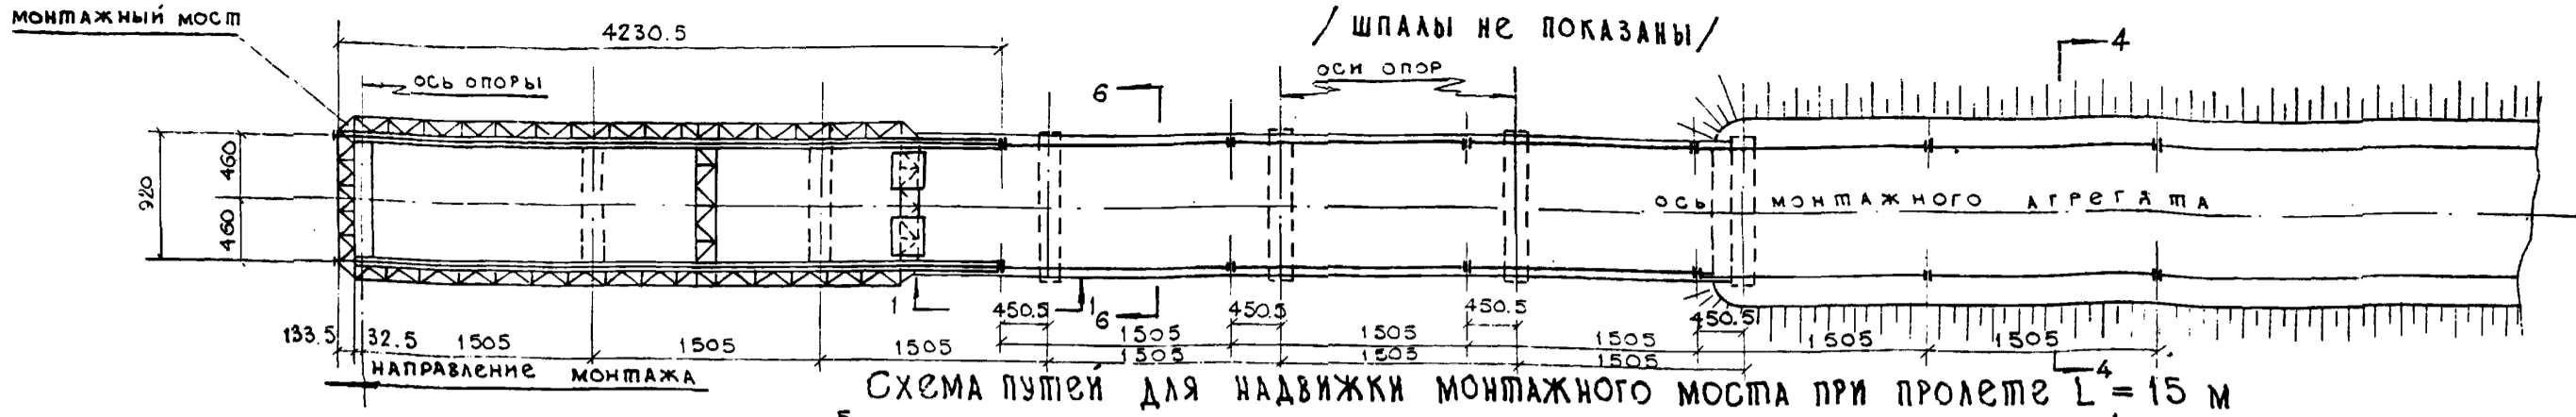 МОНТАЖНЫЙ МОСТ
/ ШПАЛЫ НЕ ПОКАЗАНЫ /
4230.5
4
ОСЬ ОПОРЫ
ОСИ ОПОР
6
460
920
460
ОСЬ МОНТАЖНОГО АГРЕГАТА
1 1
6
450.5 450.5 450.5 450.5
133.5 32.5 1505 1505 1505
1505 1505 1505 1505 1505
1505 1505 1505
4
НАПРАВЛЕНИЕ МОНТАЖА
СХЕМА ПУТЕЙ ДЛЯ НАДВИЖКИ МОНТАЖНОГО МОСТА ПРИ ПРОЛЕТЕ L = 15 М